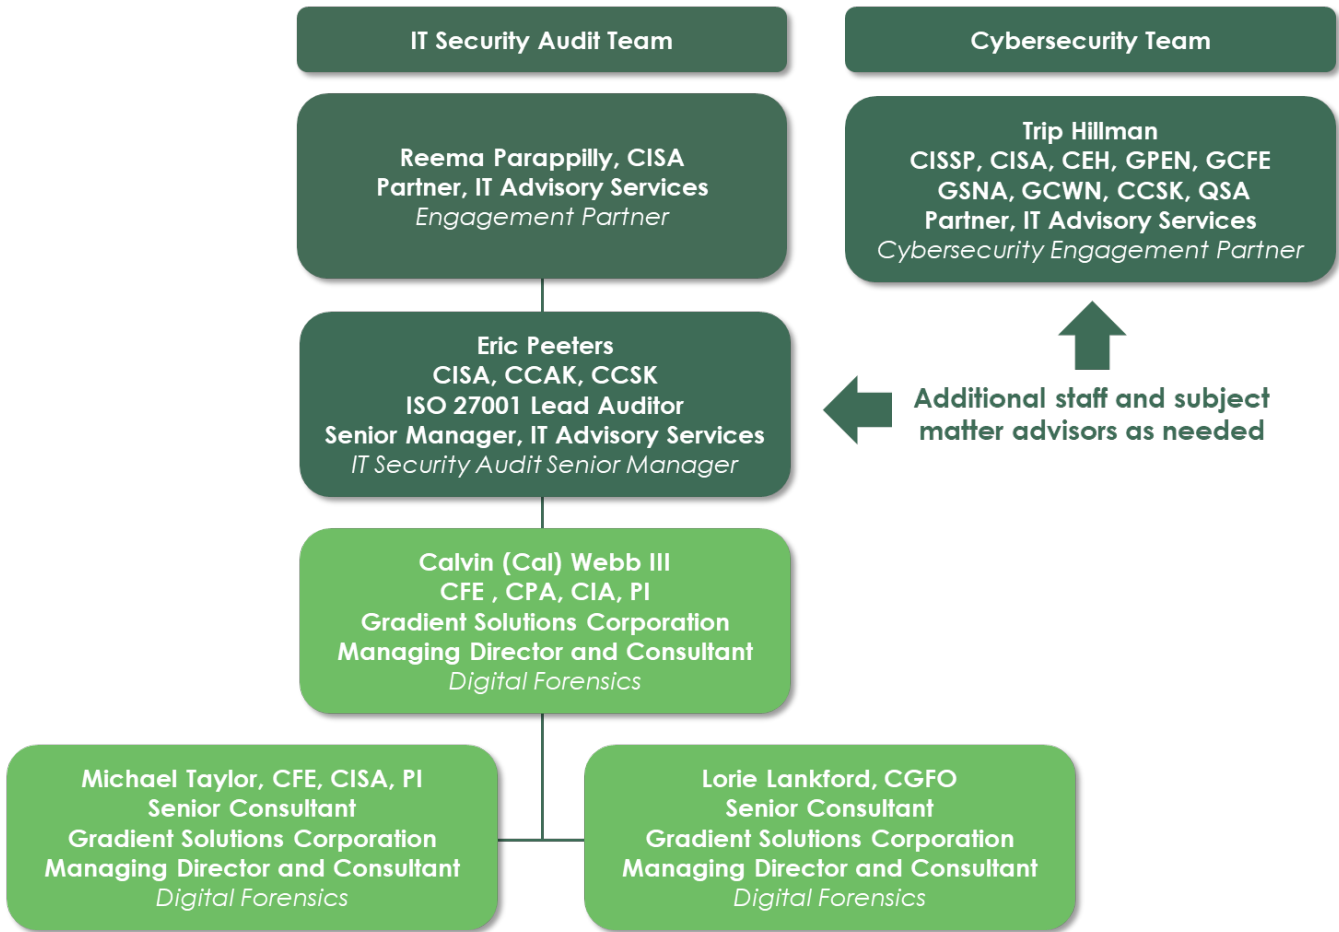 IT Security Audit Team
Cybersecurity Team
Reema Parappilly, CISA
Partner, IT Advisory Services
Engagement Partner
Trip Hillman
CISSP, CISA, CEH, GPEN, GCFE
GSNA, GCWN, CCSK, QSA
Partner, IT Advisory Services
Cybersecurity Engagement Partner
Eric Peeters
CISA, CCAK, CCSK
ISO 27001 Lead Auditor
Senior Manager, IT Advisory Services
IT Security Audit Senior Manager
Additional staff and subject
matter advisors as needed
Calvin (Cal) Webb III
CFE , CPA, CIA, PI
Gradient Solutions Corporation
Managing Director and Consultant
Digital Forensics
Michael Taylor, CFE, CISA, PI
Senior Consultant
Gradient Solutions Corporation
Managing Director and Consultant
Digital Forensics
Lorie Lankford, CGFO
Senior Consultant
Gradient Solutions Corporation
Managing Director and Consultant
Digital Forensics